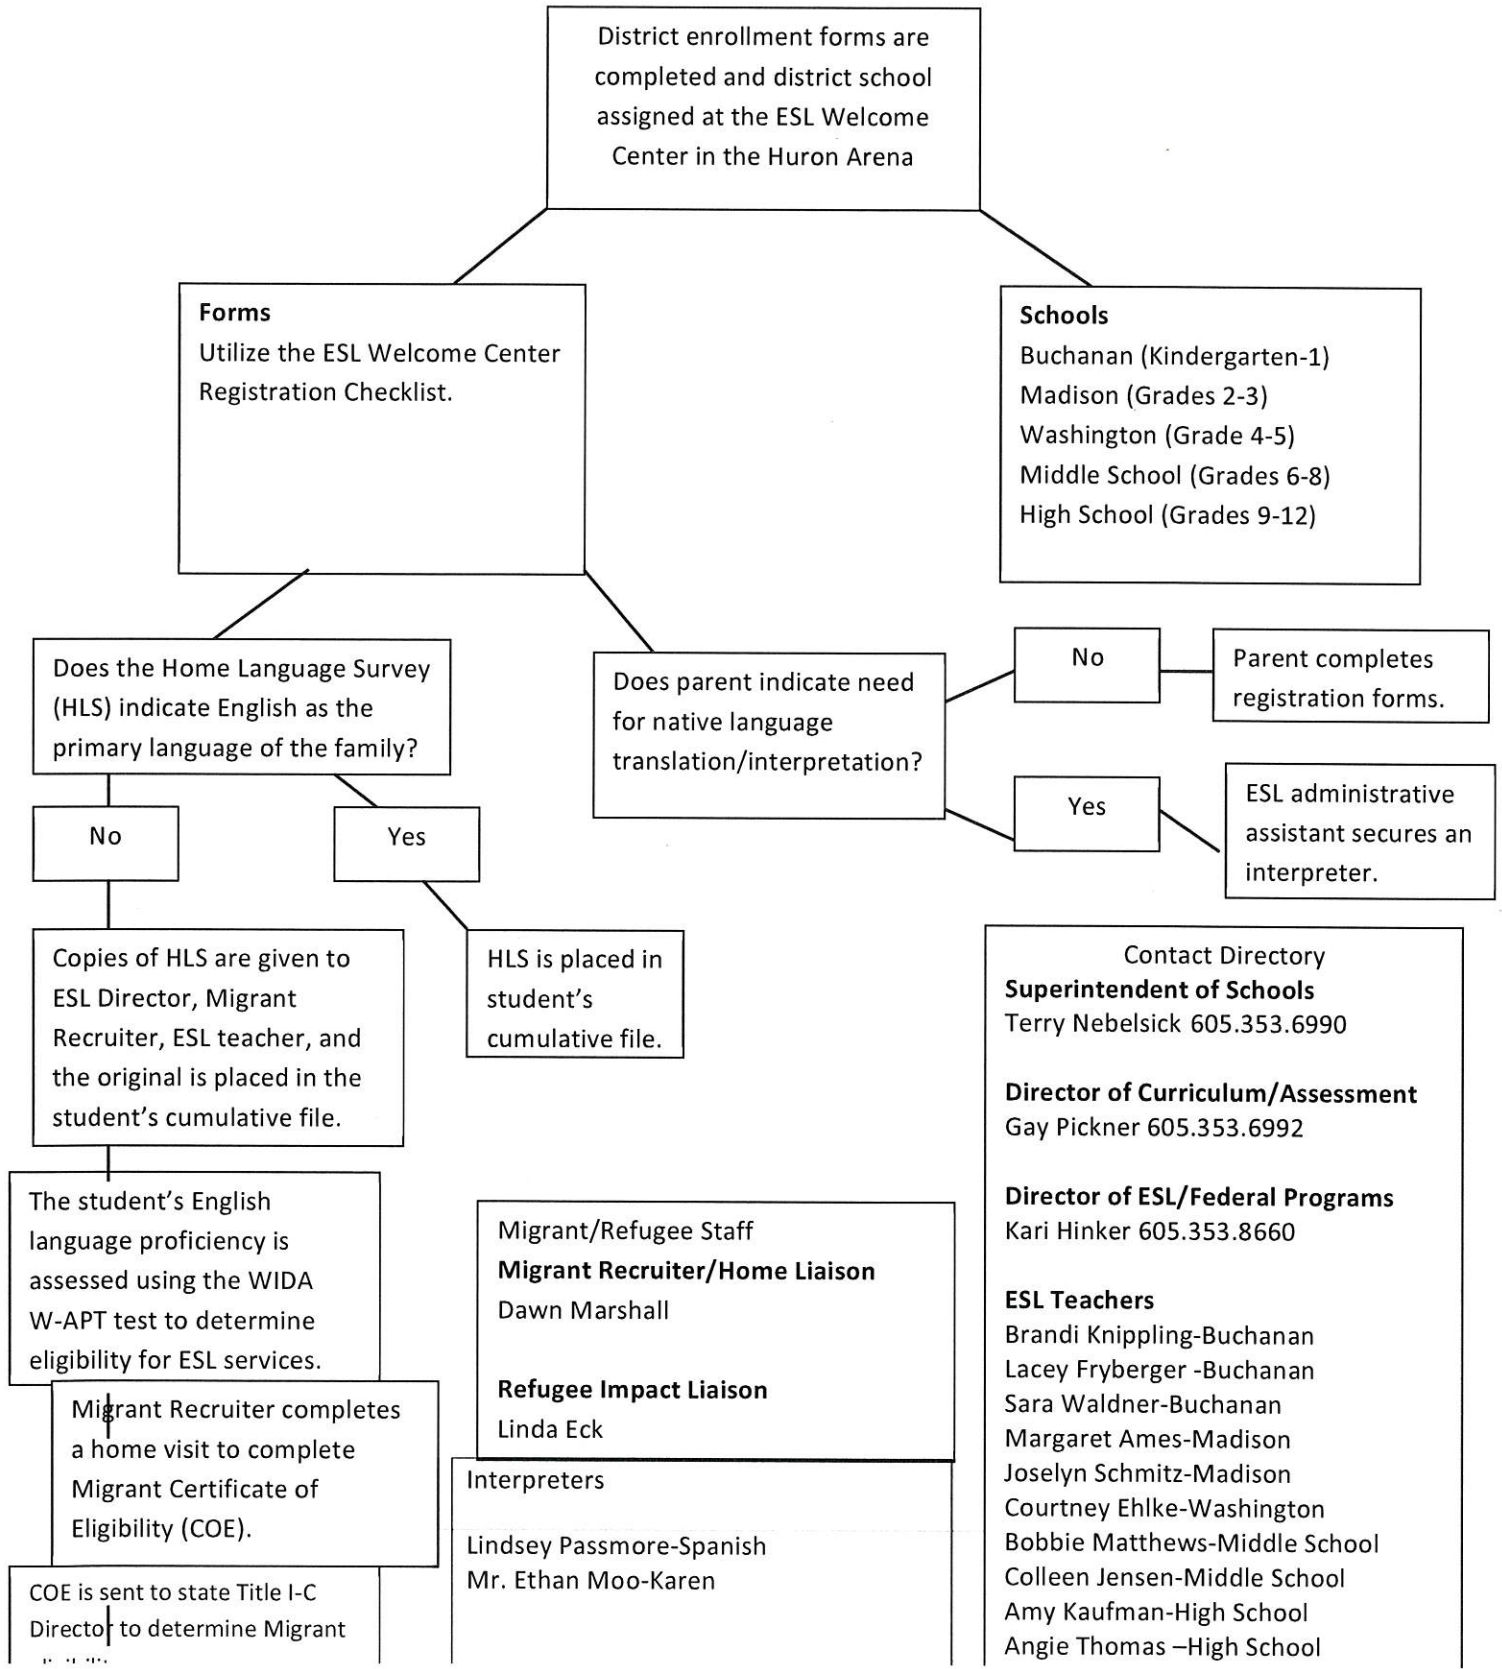 District enrollment forms are
completed and district school
assigned at the ESL Welcome
Center in the Huron Arena
Forms
Utilize the ESL Welcome Center
Registration Checklist.
Schools
Buchanan (Kindergarten-1)
Madison (Grades 2-3)
Washington (Grade 4-5)
Middle School (Grades 6-8)
High School (Grades 9-12)
Does the Home Language Survey
(HLS) indicate English as the
primary language of the family?
Does parent indicate need
for native language
translation/interpretation?
No
Parent completes
registration forms.
Yes
ESL administrative
assistant secures an
interpreter.
No
Yes
Copies of HLS are given to
ESL Director, Migrant
Recruiter, ESL teacher, and
the original is placed in the
student’s cumulative file.
HLS is placed in
student’s
cumulative file.
The student’s English
language proficiency is
assessed using the WIDA
W-APT test to determine
eligibility for ESL services.
Migrant Recruiter completes
a home visit to complete
Migrant Certificate of
Eligibility (COE).
COE is sent to state Title I-C
Director to determine Migrant
Migrant/Refugee Staff
Migrant Recruiter/Home Liaison
Dawn Marshall
Refugee Impact Liaison
Linda Eck
Interpreters
Lindsey Passmore-Spanish
Mr. Ethan Moo-Karen
Contact Directory
Superintendent of Schools
Terry Nebelsick 605.353.6990
Director of Curriculum/Assessment
Gay Pickner 605.353.6992
Director of ESL/Federal Programs
Kari Hinker 605.353.8660
ESL Teachers
Brandi Knippling-Buchanan
Lacey Fryberger -Buchanan
Sara Waldner-Buchanan
Margaret Ames-Madison
Joselyn Schmitz-Madison
Courtney Ehlke-Washington
Bobbie Matthews-Middle School
Colleen Jensen-Middle School
Amy Kaufman-High School
Angie Thomas –High School